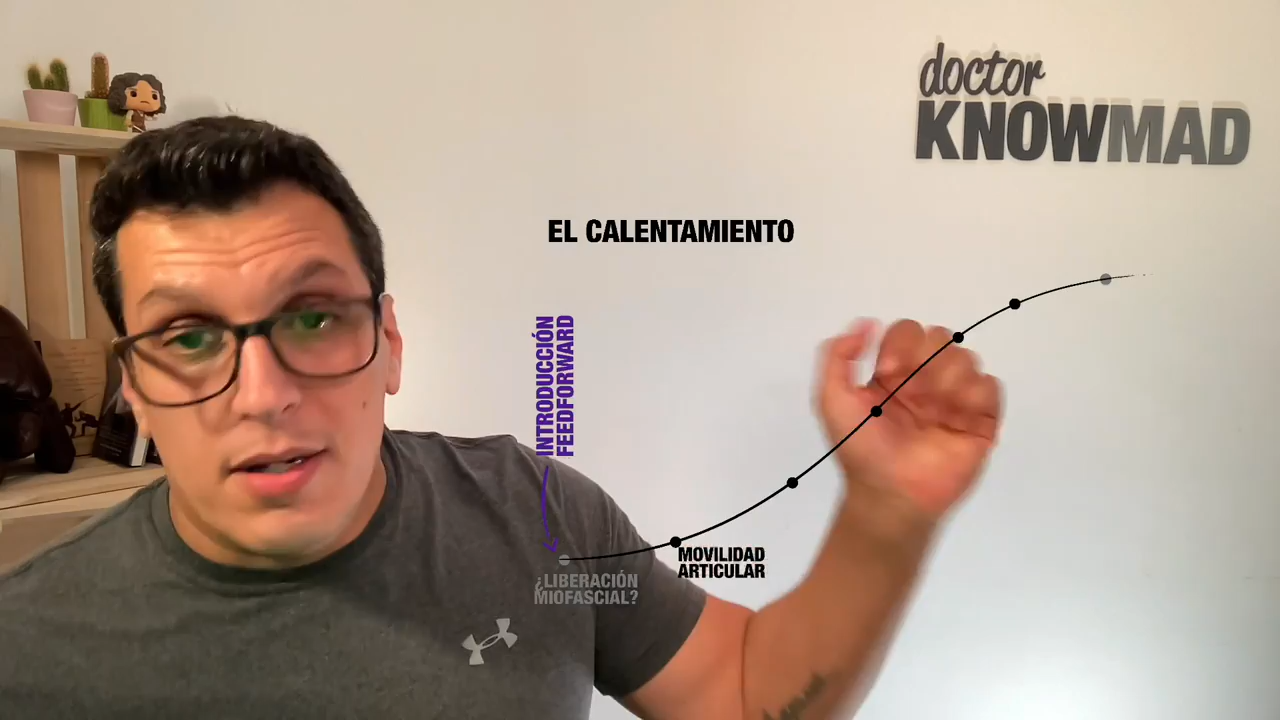 doctor
KNOWMAD
EL CALENTAMIENTO
INTRODUCCIÓN
FEEDFORWARD
MOVILIDAD
ARTICULAR
¿LIBERACIÓN
MIOFASCIAL?